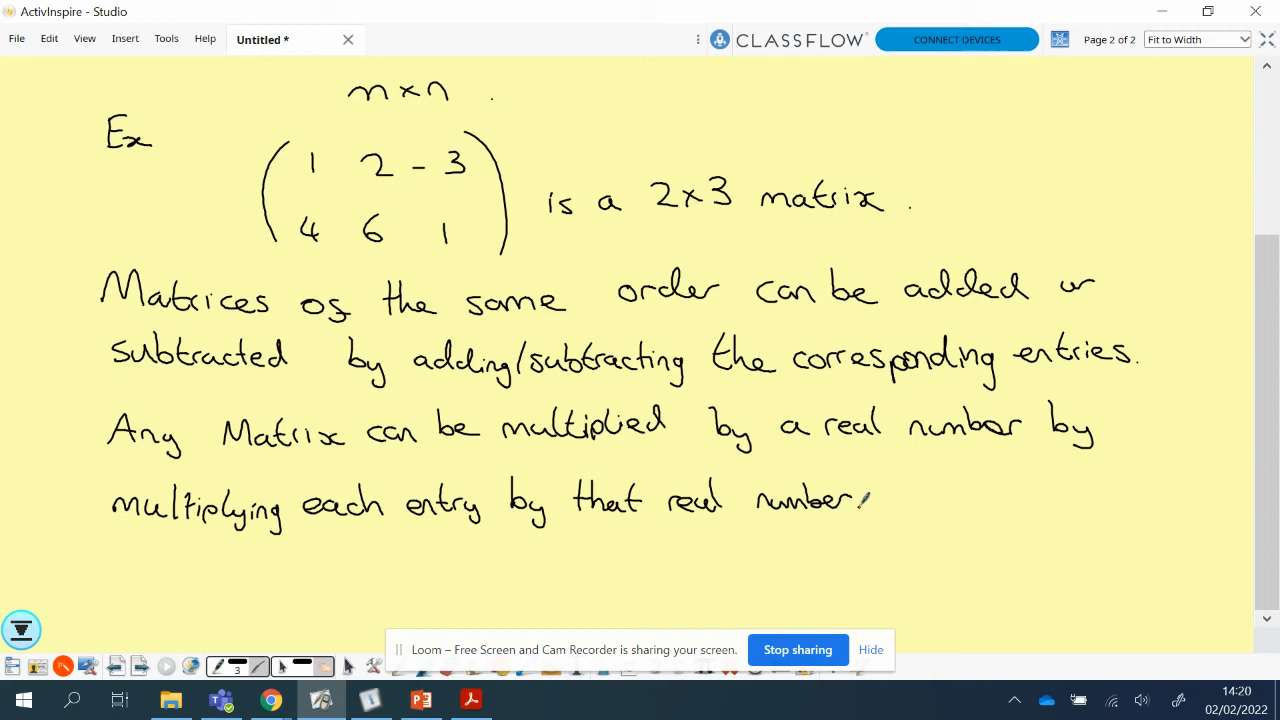 ActivInspire - Studio
File Edit View Insert Tools Help Untitled * CLASSFLOW® CONNECT DEVICES Page 2 of 2 Fit to Width
m×n .
Ex
1 2 -3
4 6 1
is a 2×3 matrix .
Matrices of the same order can be added or
subtracted by adding/subtracting the corresponding entries.
Any Matrix can be multiplied by a real number by
multiplying each entry by that real number.
Loom – Free Screen and Cam Recorder is sharing your screen. Stop sharing Hide
3
14:20
02/02/2022